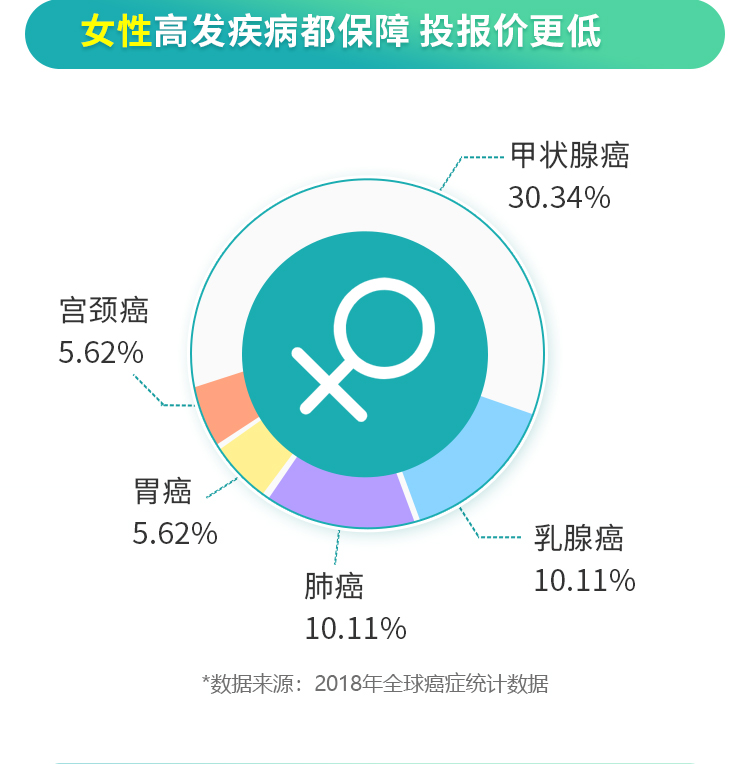 女性高发疾病都保障 投报价更低
甲状腺癌
30.34%
宫颈癌
5.62%
胃癌
5.62%
乳腺癌
10.11%
肺癌
10.11%
*数据来源：2018年全球癌症统计数据